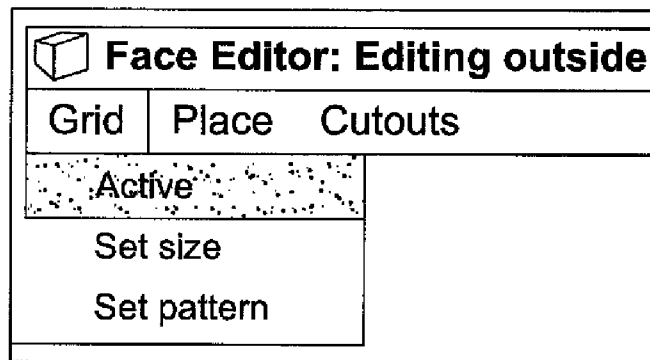 Face Editor: Editing outside
Grid Place Cutouts
Active
Set size
Set pattern